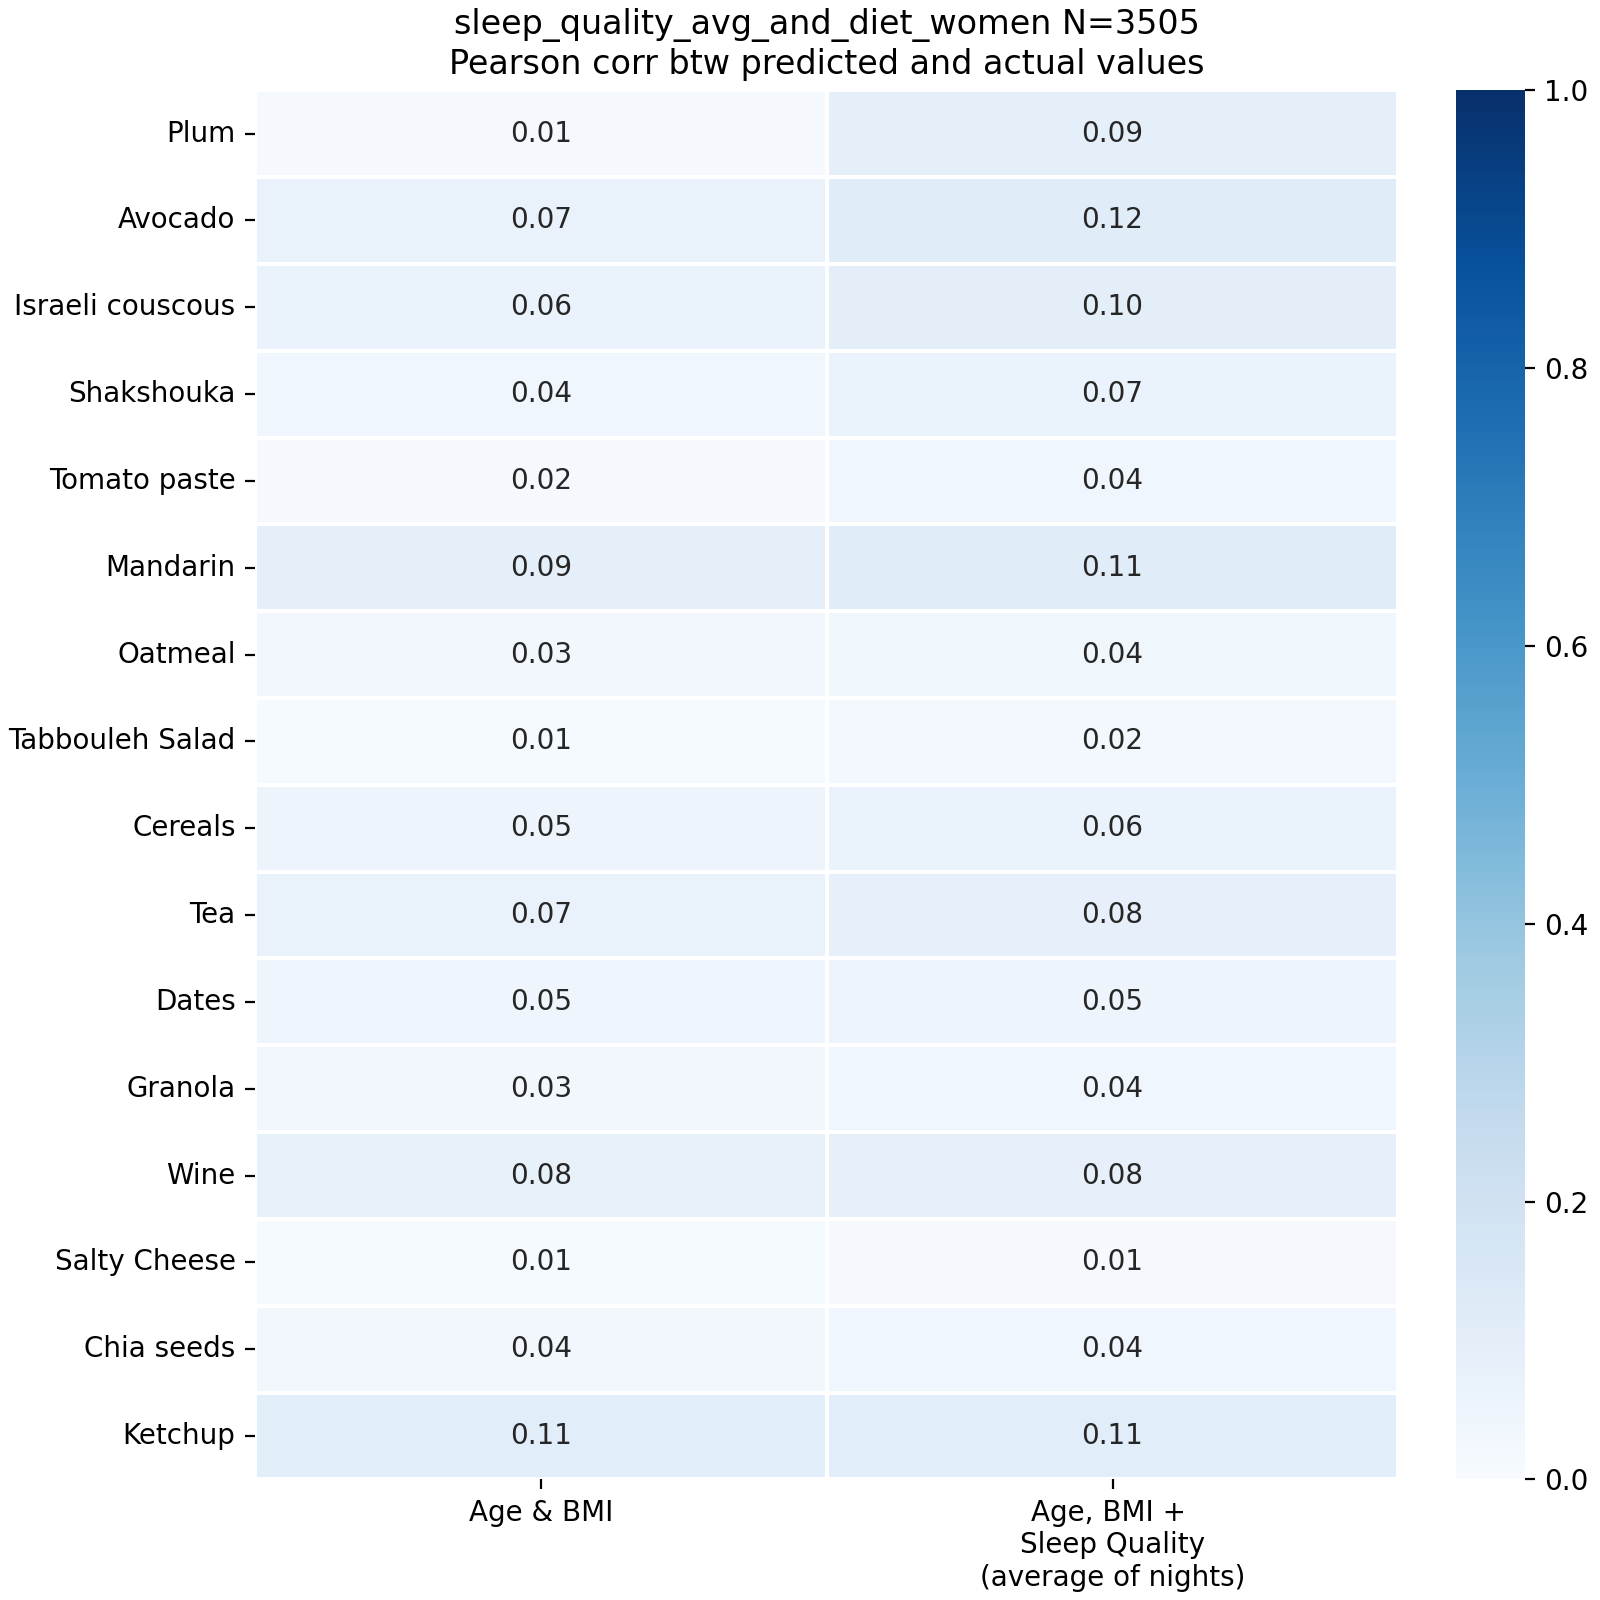 sleep_quality_avg_and_diet_women N=3505
Pearson corr btw predicted and actual values
Plum 0.01 0.09
Avocado 0.07 0.12
Israeli couscous 0.06 0.10
Shakshouka 0.04 0.07
Tomato paste 0.02 0.04
Mandarin 0.09 0.11
Oatmeal 0.03 0.04
Tabbouleh Salad 0.01 0.02
Cereals 0.05 0.06
Tea 0.07 0.08
Dates 0.05 0.05
Granola 0.03 0.04
Wine 0.08 0.08
Salty Cheese 0.01 0.01
Chia seeds 0.04 0.04
Ketchup 0.11 0.11
Age & BMI
Age, BMI +
Sleep Quality
(average of nights)
1.0
0.8
0.6
0.4
0.2
0.0